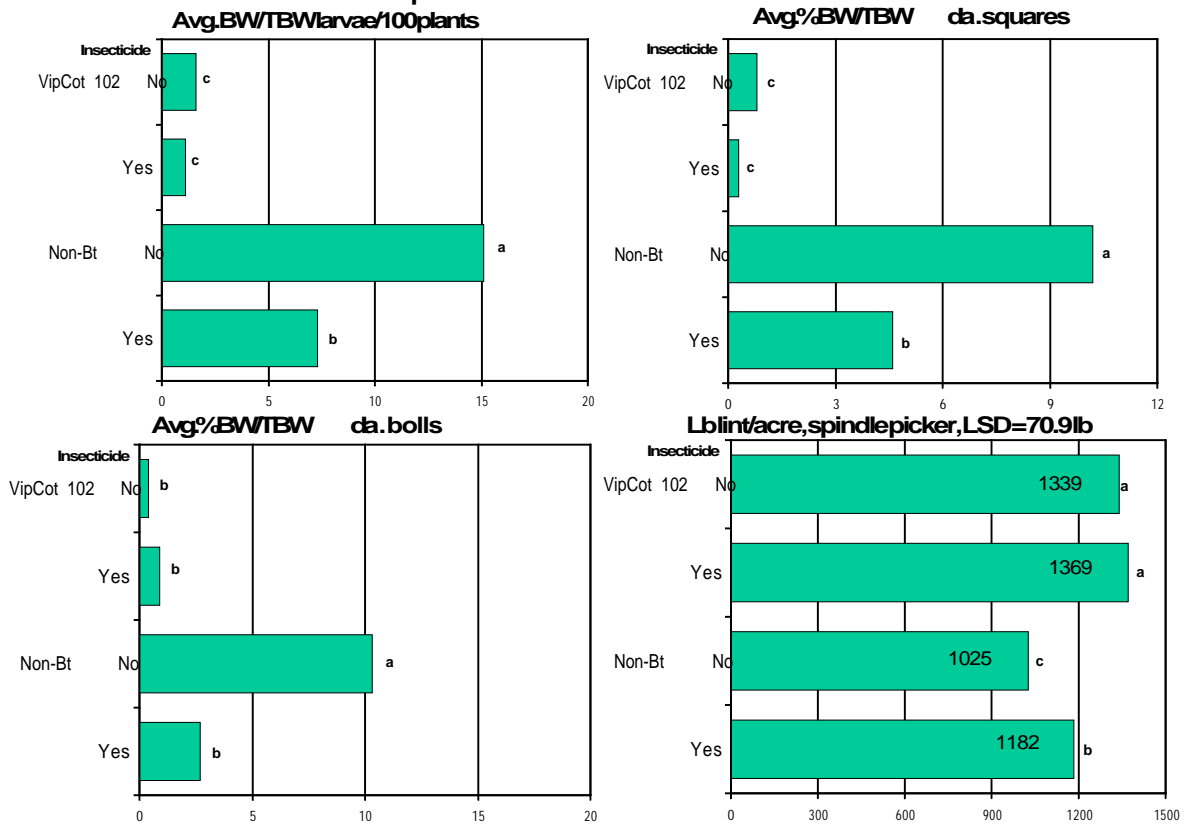 Avg.BW/TBWlarvae/100plants
Insecticide
VipCot 102 No c
Yes c
Non-Bt No a
Yes b
0 5 10 15 20
Avg.%BW/TBW da.squares
VipCot 102 No c
Yes c
Non-Bt No a
Yes b
0 3 6 9 12
Avg.%BW/TBW da.bolls
Insecticide
VipCot 102 No b
Yes b
Non-Bt No a
Yes b
0 5 10 15 20
Lblint/acre,spindlepicker,LSD=70.9lb
Insecticide
VipCot 102 No 1339 a
Yes 1369 a
Non-Bt No 1025 c
Yes 1182 b
0 300 600 900 1200 1500